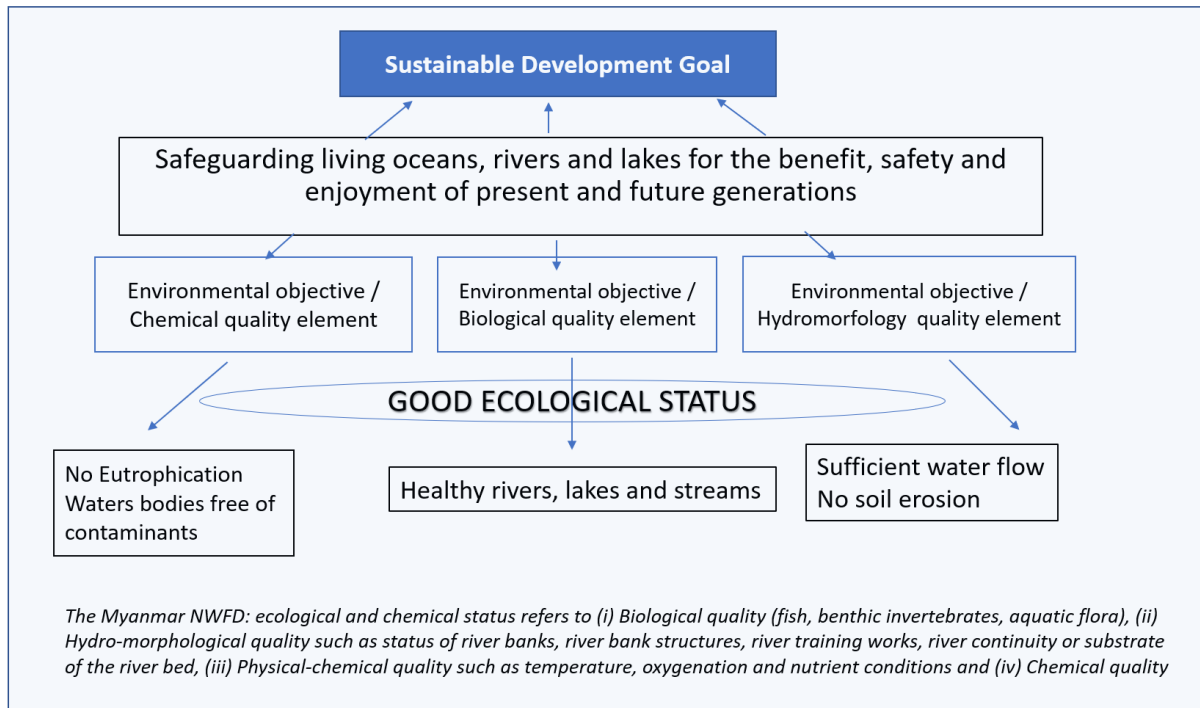 Sustainable Development Goal
Safeguarding living oceans, rivers and lakes for the benefit, safety and
enjoyment of present and future generations
Environmental objective /
Chemical quality element
Environmental objective /
Biological quality element
Environmental objective /
Hydromorfology quality element
GOOD ECOLOGICAL STATUS
No Eutrophication
Waters bodies free of
contaminants
Healthy rivers, lakes and streams
Sufficient water flow
No soil erosion
The Myanmar NWFD: ecological and chemical status refers to (i) Biological quality (fish, benthic invertebrates, aquatic flora), (ii)
Hydro-morphological quality such as status of river banks, river bank structures, river training works, river continuity or substrate
of the river bed, (iii) Physical-chemical quality such as temperature, oxygenation and nutrient conditions and (iv) Chemical quality